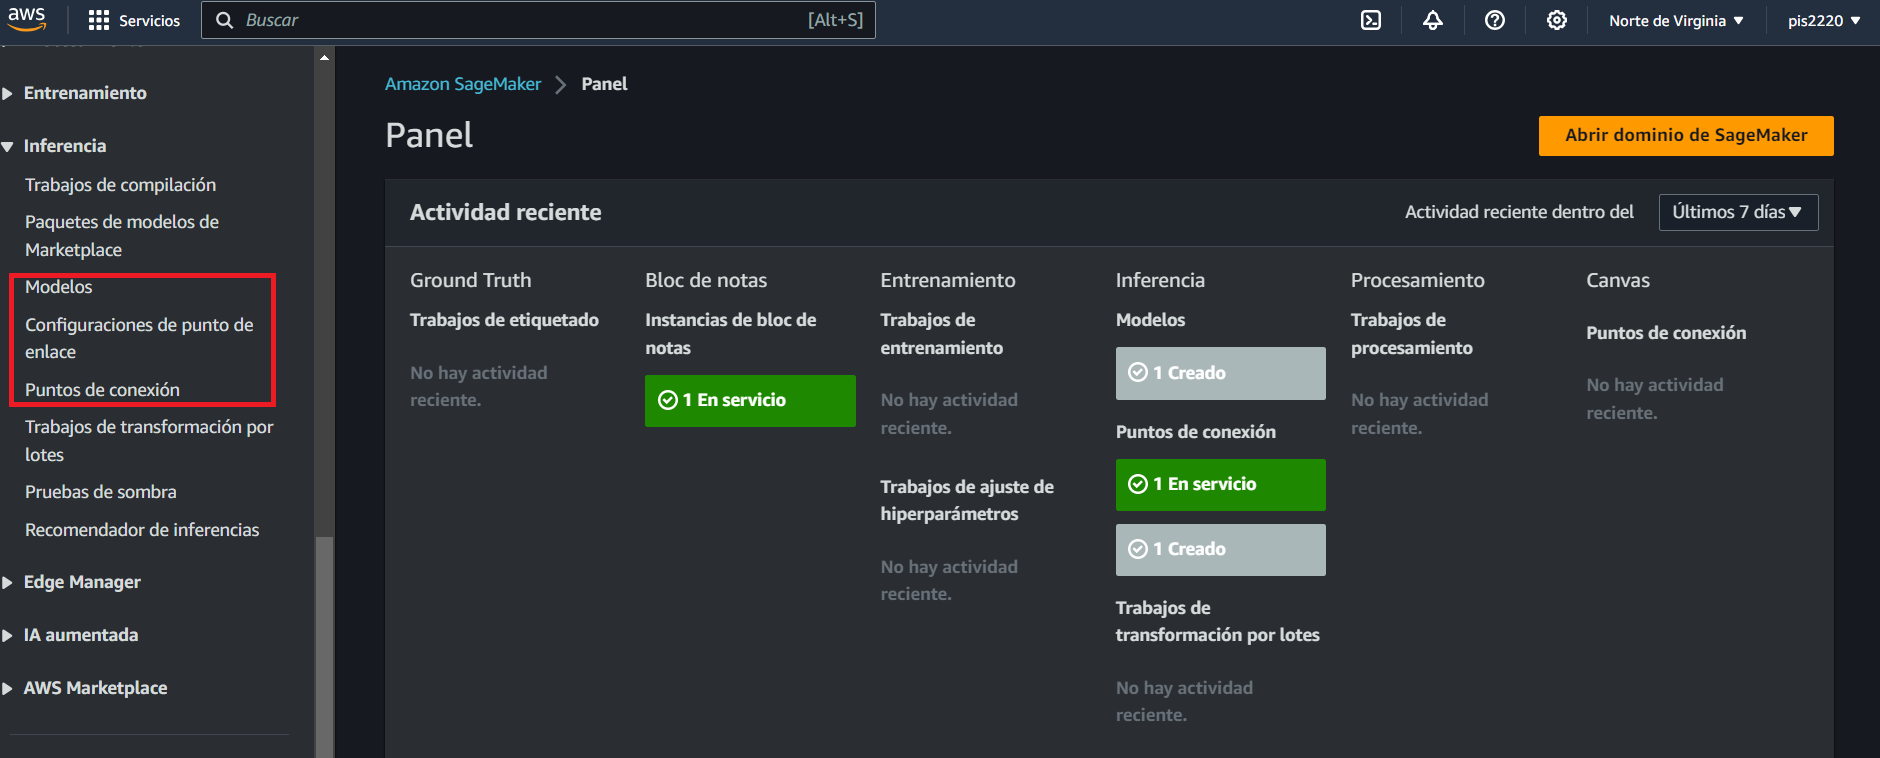 aws
Servicios
Buscar
[Alt+S]
Norte de Virginia
pis2220
Entrenamiento
Inferencia
Trabajos de compilación
Paquetes de modelos de
Marketplace
Modelos
Configuraciones de punto de
enlace
Puntos de conexión
Trabajos de transformación por
lotes
Pruebas de sombra
Recomendador de inferencias
Edge Manager
IA aumentada
AWS Marketplace
Amazon SageMaker
Panel
Panel
Abrir dominio de SageMaker
Actividad reciente
Actividad reciente dentro del
Últimos 7 días
Ground Truth
Trabajos de etiquetado
No hay actividad
reciente.
Bloc de notas
Instancias de bloc de
notas
1 En servicio
Entrenamiento
Trabajos de
entrenamiento
No hay actividad
reciente.
Trabajos de ajuste de
hiperparámetros
No hay actividad
reciente.
Inferencia
Modelos
1 Creado
Puntos de conexión
1 En servicio
1 Creado
Trabajos de
transformación por lotes
No hay actividad
reciente.
Procesamiento
Trabajos de
procesamiento
No hay actividad
reciente.
Canvas
Puntos de conexión
No hay actividad
reciente.